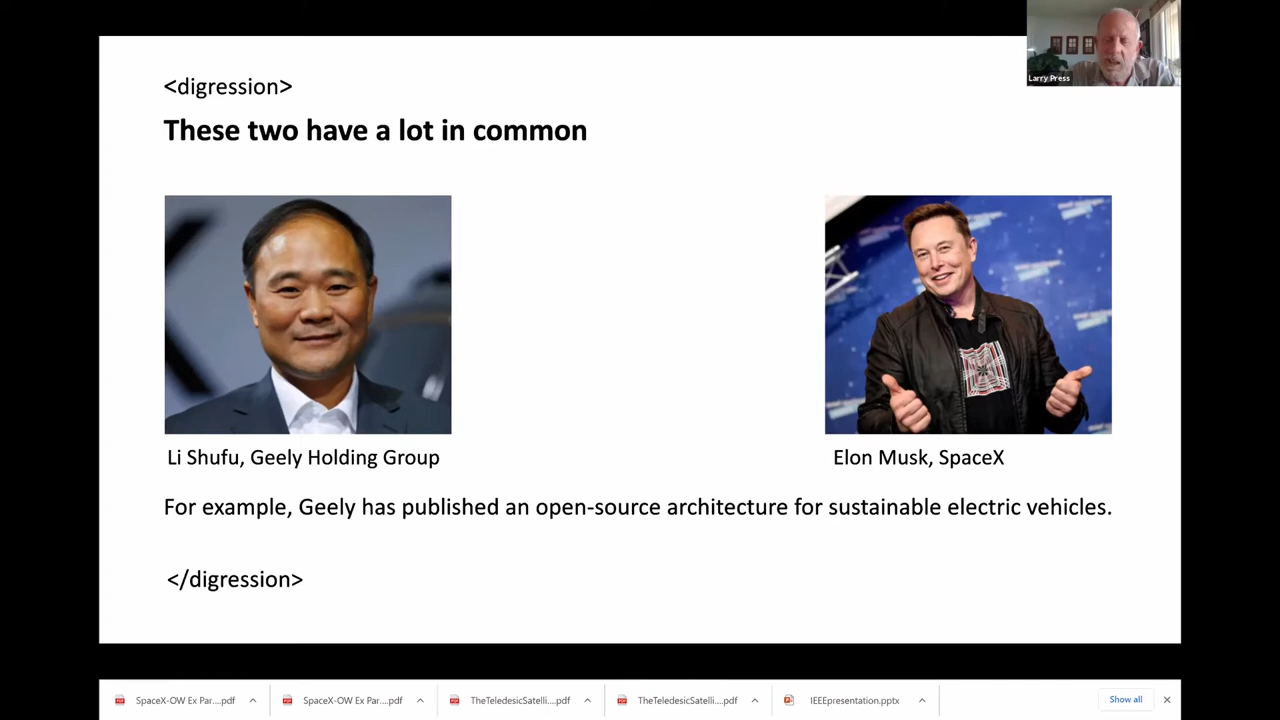 <digression>
Larry Press
These two have a lot in common
Li Shufu, Geely Holding Group
Elon Musk, SpaceX
For example, Geely has published an open-source architecture for sustainable electric vehicles.
</digression>
SpaceX-OW Ex Par....pdf
SpaceX-OW Ex Par....pdf
TheTeledesicSatelli....pdf
TheTeledesicSatelli....pdf
IEEEpresentation.pptx
Show all